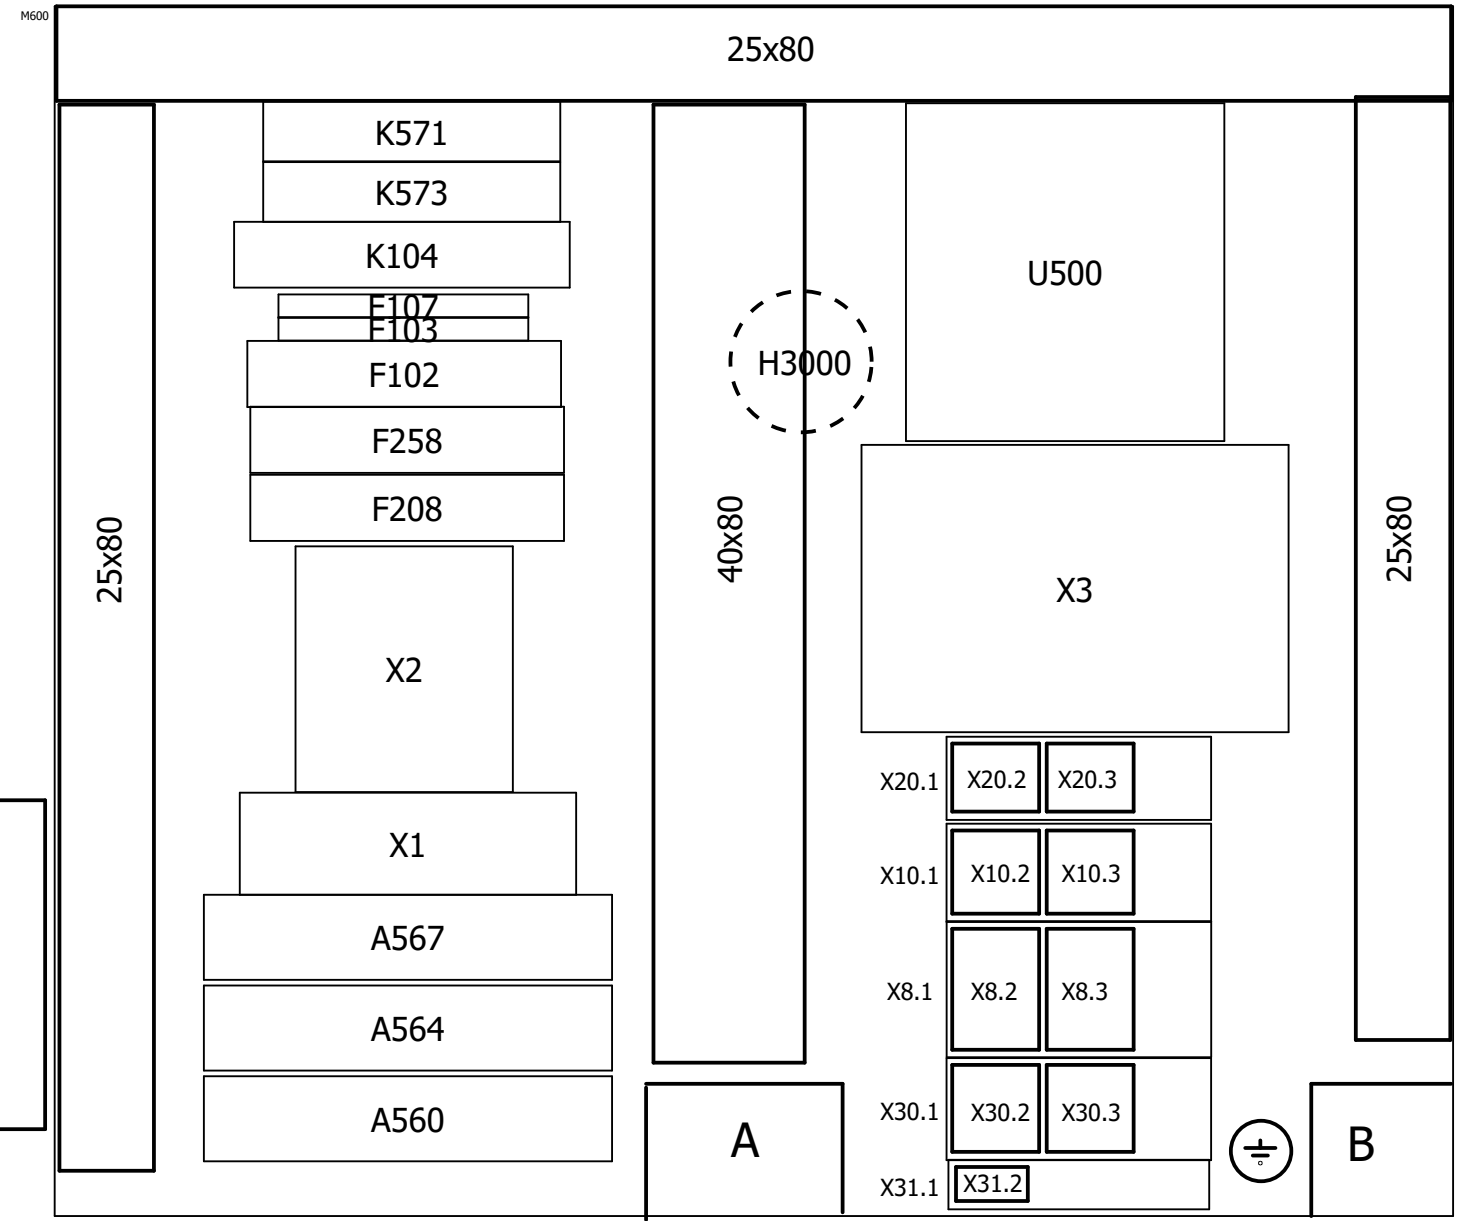 M600
25x80
K571
K573
K104
F107
F103
F102
F258
F208
X2
X1
A567
A564
A560
25x80
40x80
H3000
A
U500
X3
X20.1 X20.2 X20.3
X10.1 X10.2 X10.3
X8.1 X8.2 X8.3
X30.1 X30.2 X30.3
X31.1 X31.2
25x80
B